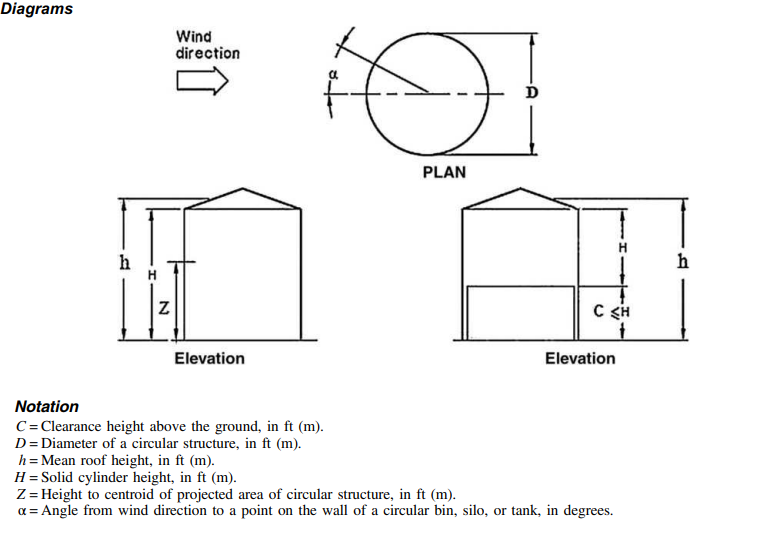 Diagrams
Wind
direction
α
D
PLAN
h
H
Z
Elevation
H
h
C ≤H
Elevation
Notation
C = Clearance height above the ground, in ft (m).
D = Diameter of a circular structure, in ft (m).
h = Mean roof height, in ft (m).
H = Solid cylinder height, in ft (m).
Z = Height to centroid of projected area of circular structure, in ft (m).
α = Angle from wind direction to a point on the wall of a circular bin, silo, or tank, in degrees.